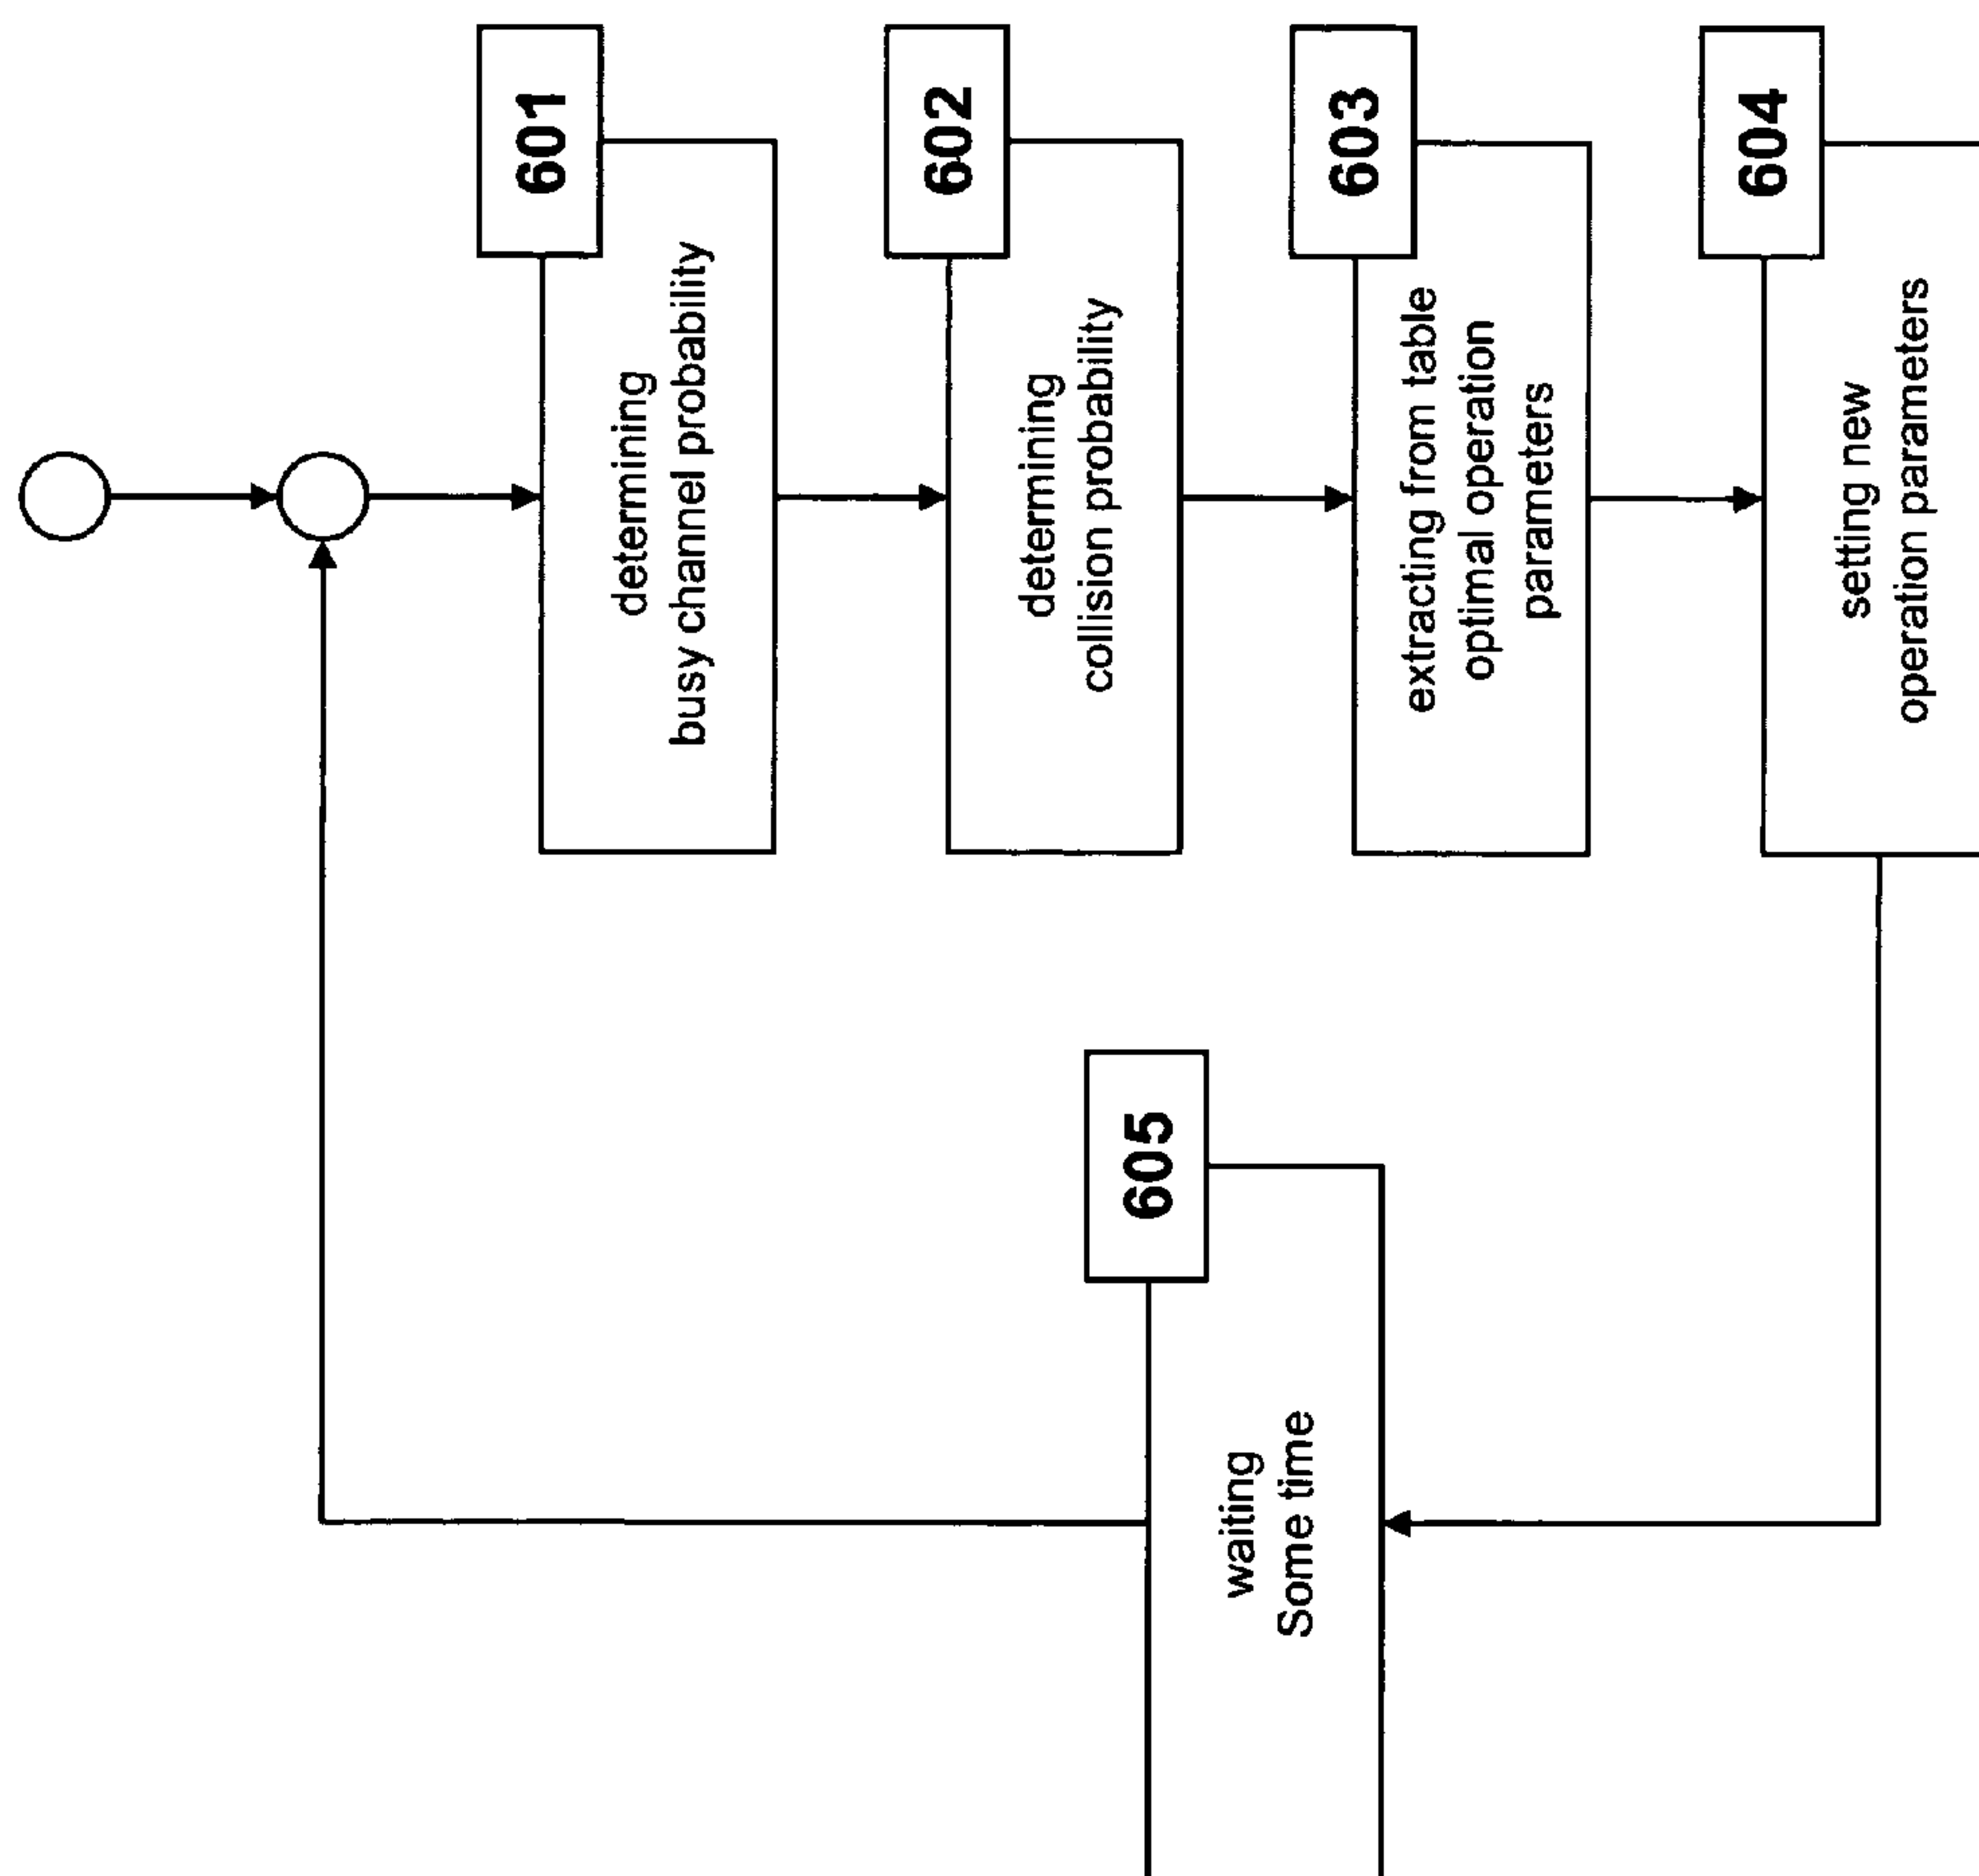 601
determining
busy channel probability
602
determining
collision probability
603
extracting from table
optimal operation
parameters
604
setting new
operation parameters
605
waiting
Some time